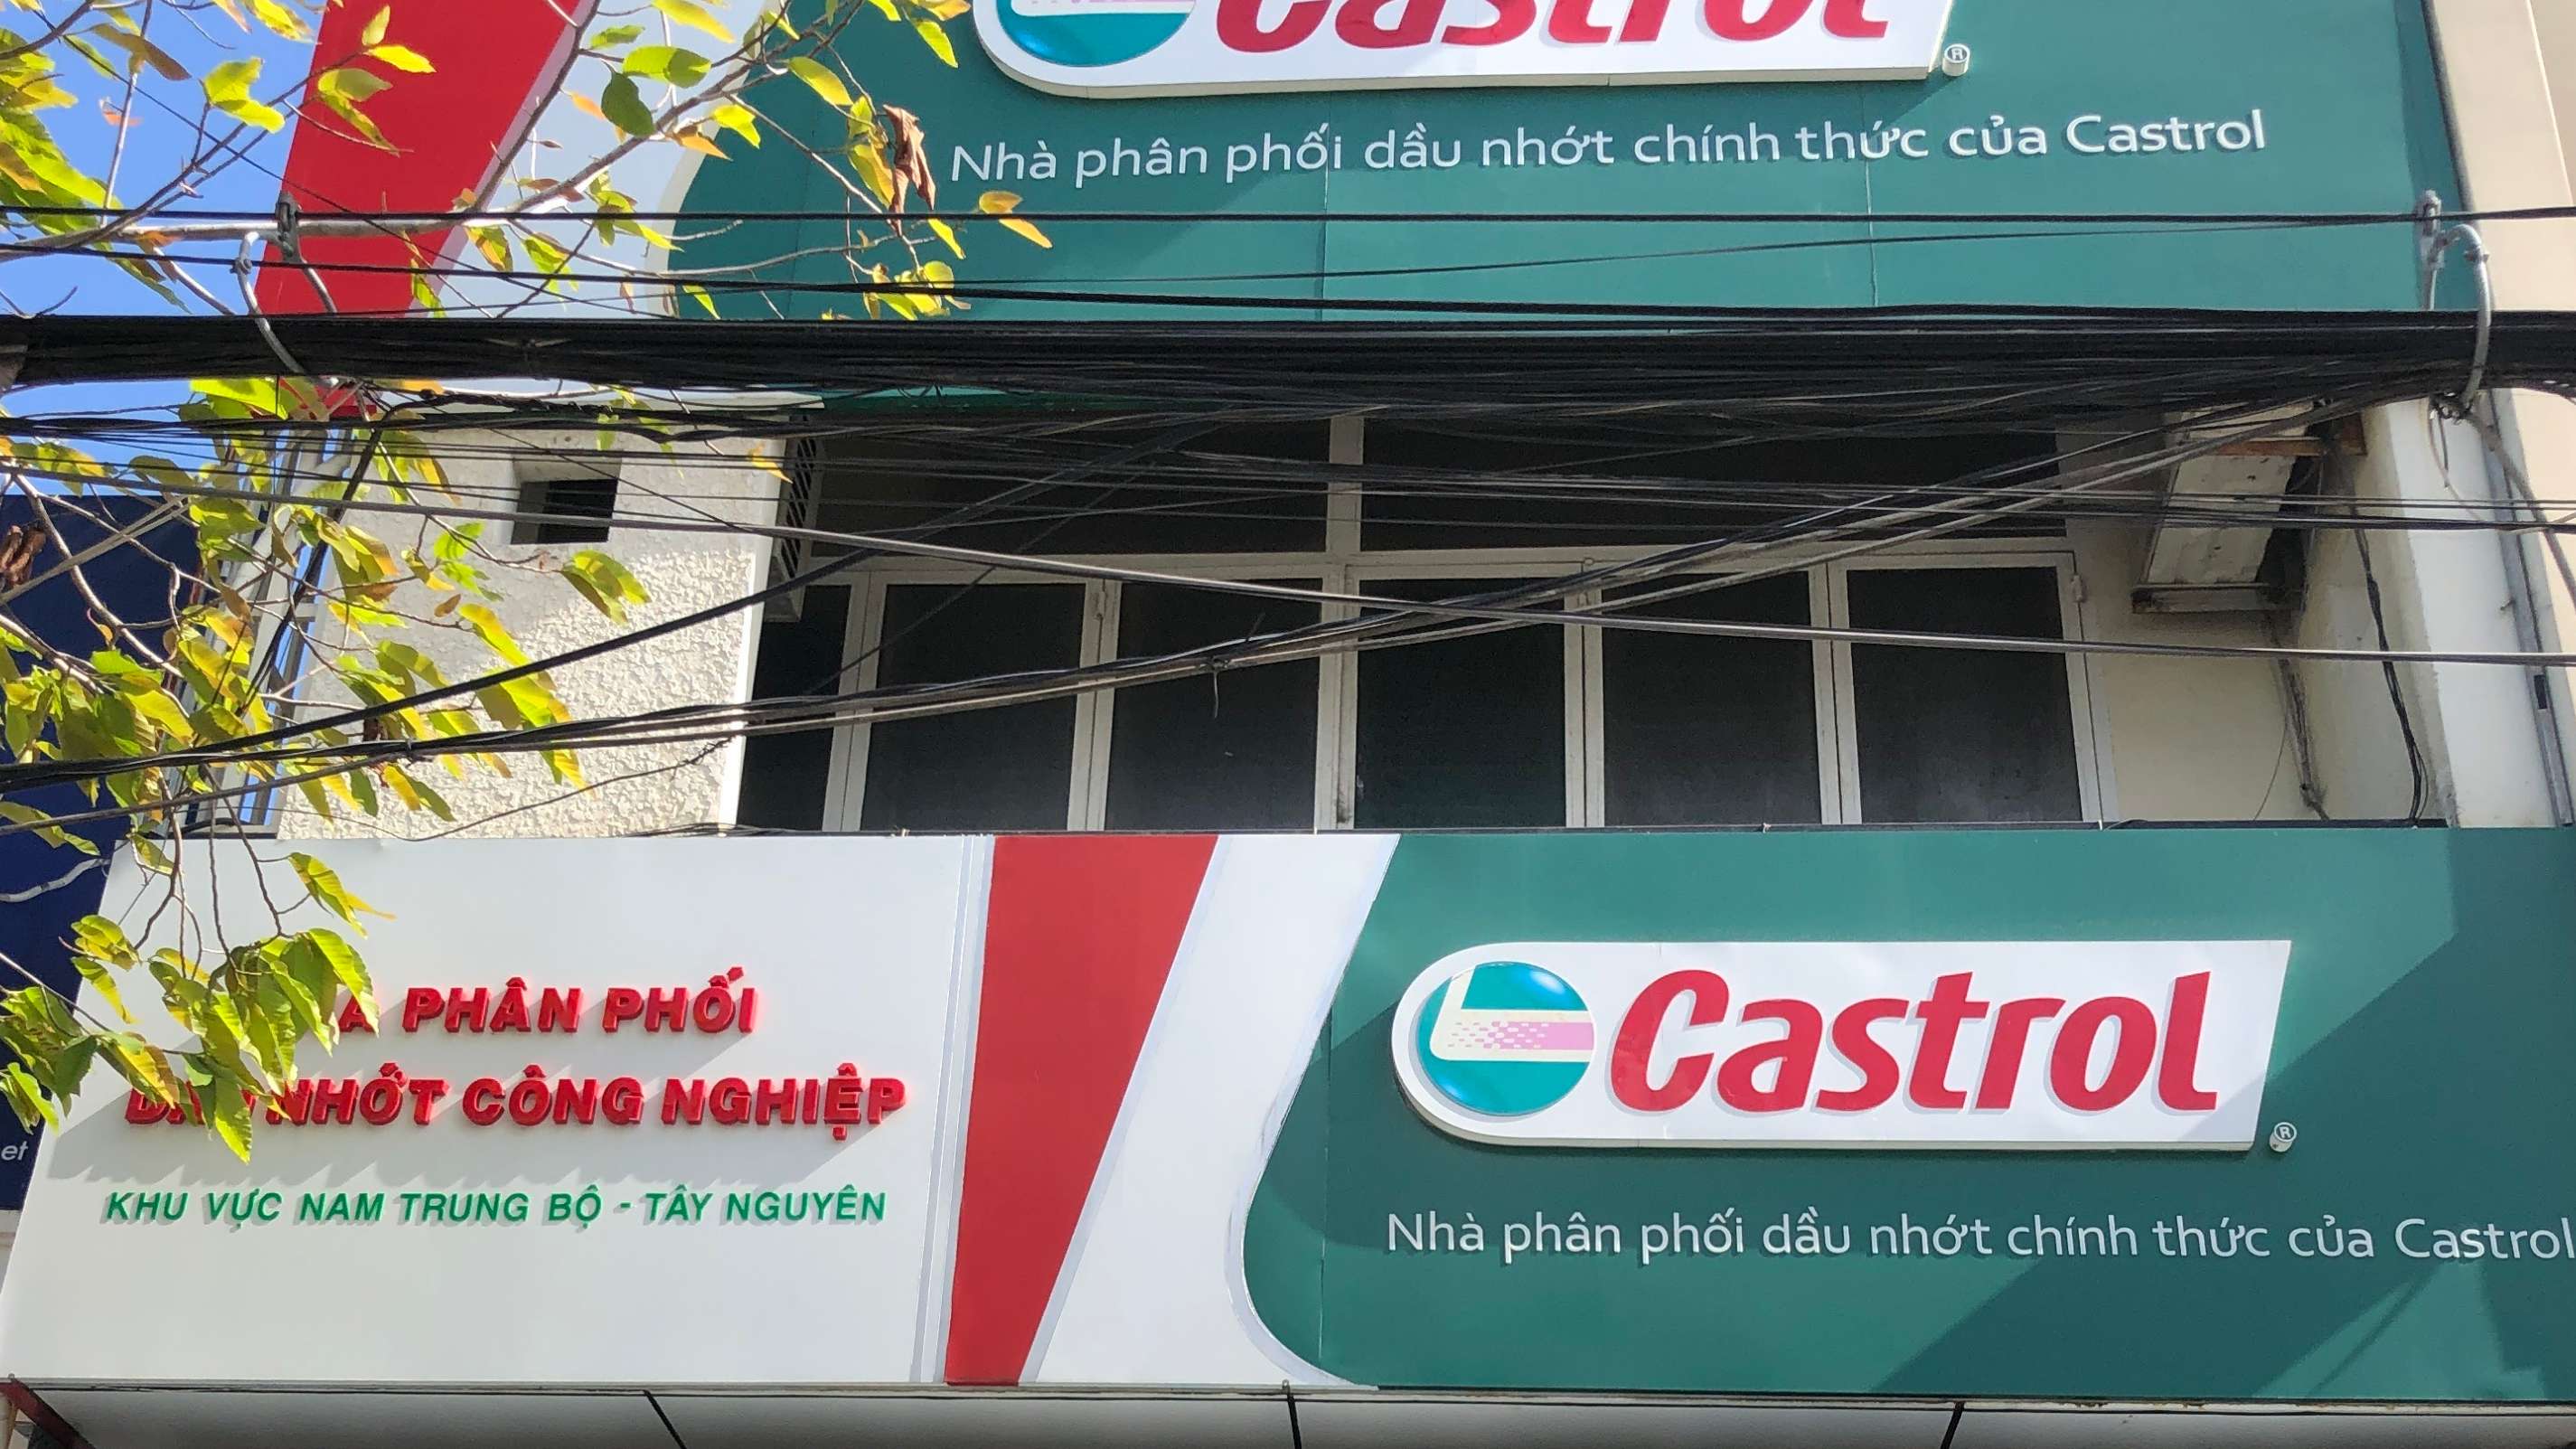 Castrol
®
Nhà phân phối dầu nhớt chính thức của Castrol
PHÂN PHỐI
NHỚT CÔNG NGHIỆP
KHU VỰC NAM TRUNG BỘ - TÂY NGUYÊN
Castrol
®
Nhà phân phối dầu nhớt chính thức của Castrol
et